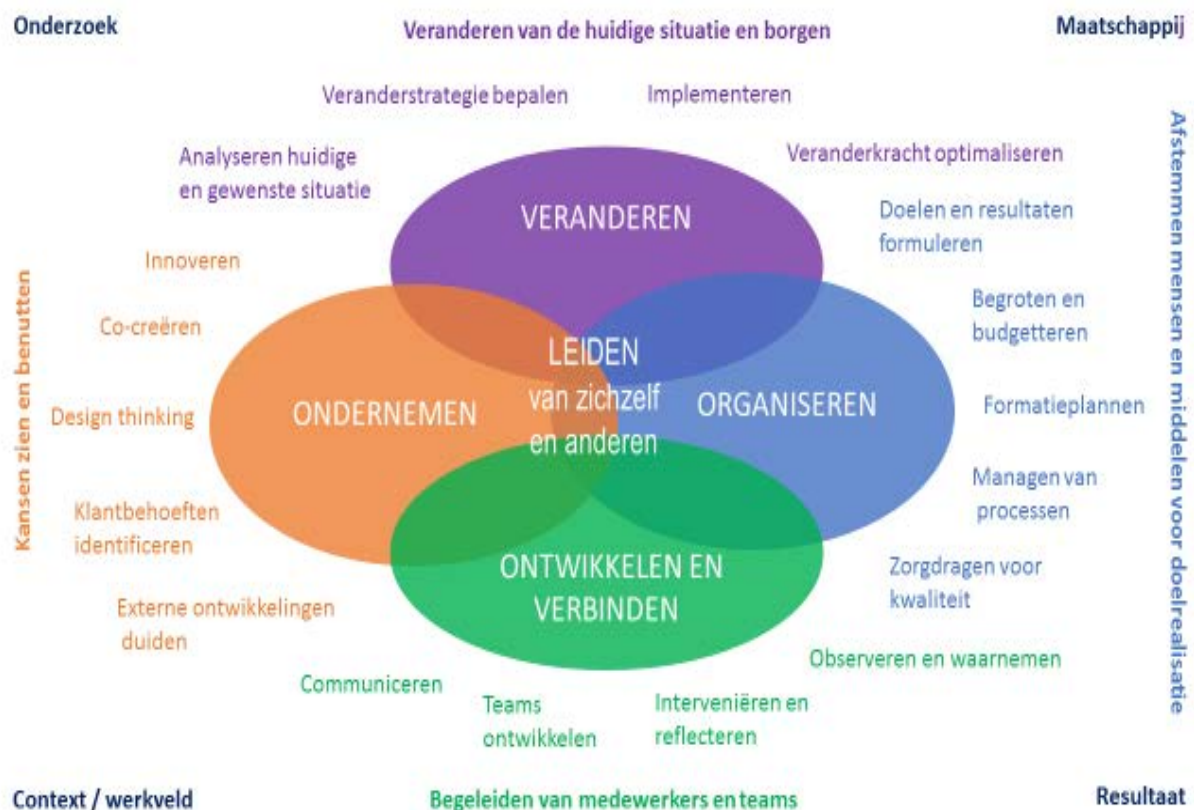 Onderzoek
Veranderen van de huidige situatie en borgen
Maatschappij
Veranderstrategie bepalen
Implementeren
Analyseren huidige
en gewenste situatie
Veranderkracht optimaliseren
VERANDEREN
Doelen en resultaten
formuleren
Innoveren
Begroten en
budgetteren
Co-creëren
LEIDEN
van zichzelf
en anderen
Design thinking
ONDERNEMEN
ORGANISEREN
Formatieplannen
Kansen zien en benutten
Afstemmen mensen en middelen voor doelrealisatie
Klantbehoeften
identificeren
Managen van
processen
ONTWIKKELEN EN
VERBINDEN
Zorgdragen voor
kwaliteit
Externe ontwikkelingen
duiden
Observeren en waarnemen
Communiceren
Teams
ontwikkelen
Interveniëren en
reflecteren
Context / werkveld
Begeleiden van medewerkers en teams
Resultaat